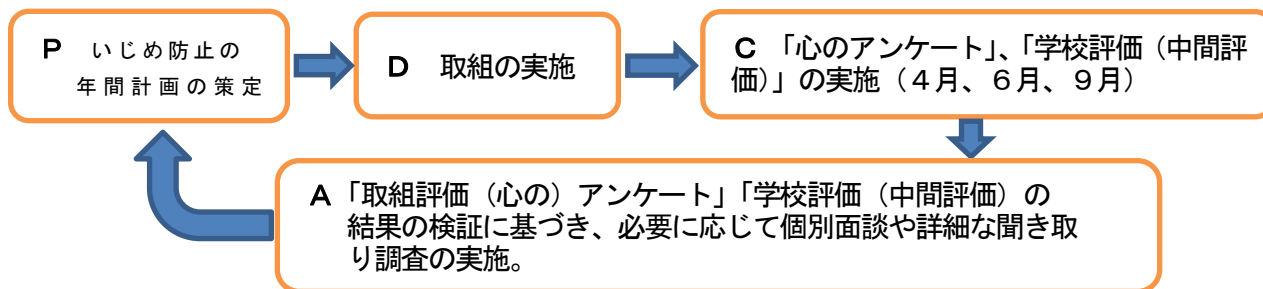 P いじめ防止の
年間計画の策定
D 取組の実施
C 「心のアンケート」、「学校評価（中間評
価）」の実施（４月、６月、９月）
A 「取組評価（心の）アンケート」「学校評価（中間評価）の
結果の検証に基づき、必要に応じて個別面談や詳細な聞き取
り調査の実施。